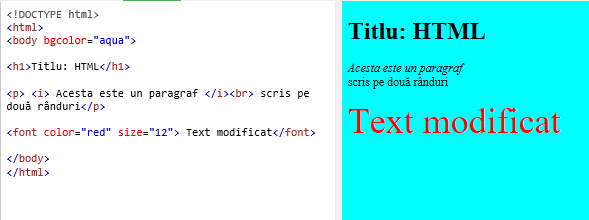 <!DOCTYPE html>
<html>
<body bgcolor="aqua">
<h1>Titlu: HTML</h1>
<p> <i> Acesta este un paragraf </i><br> scris pe
două rânduri</p>
<font color="red" size="12"> Text modificat</font>
</body>
</html>
Titlu: HTML
Acesta este un paragraf
scris pe două rânduri
Text modificat